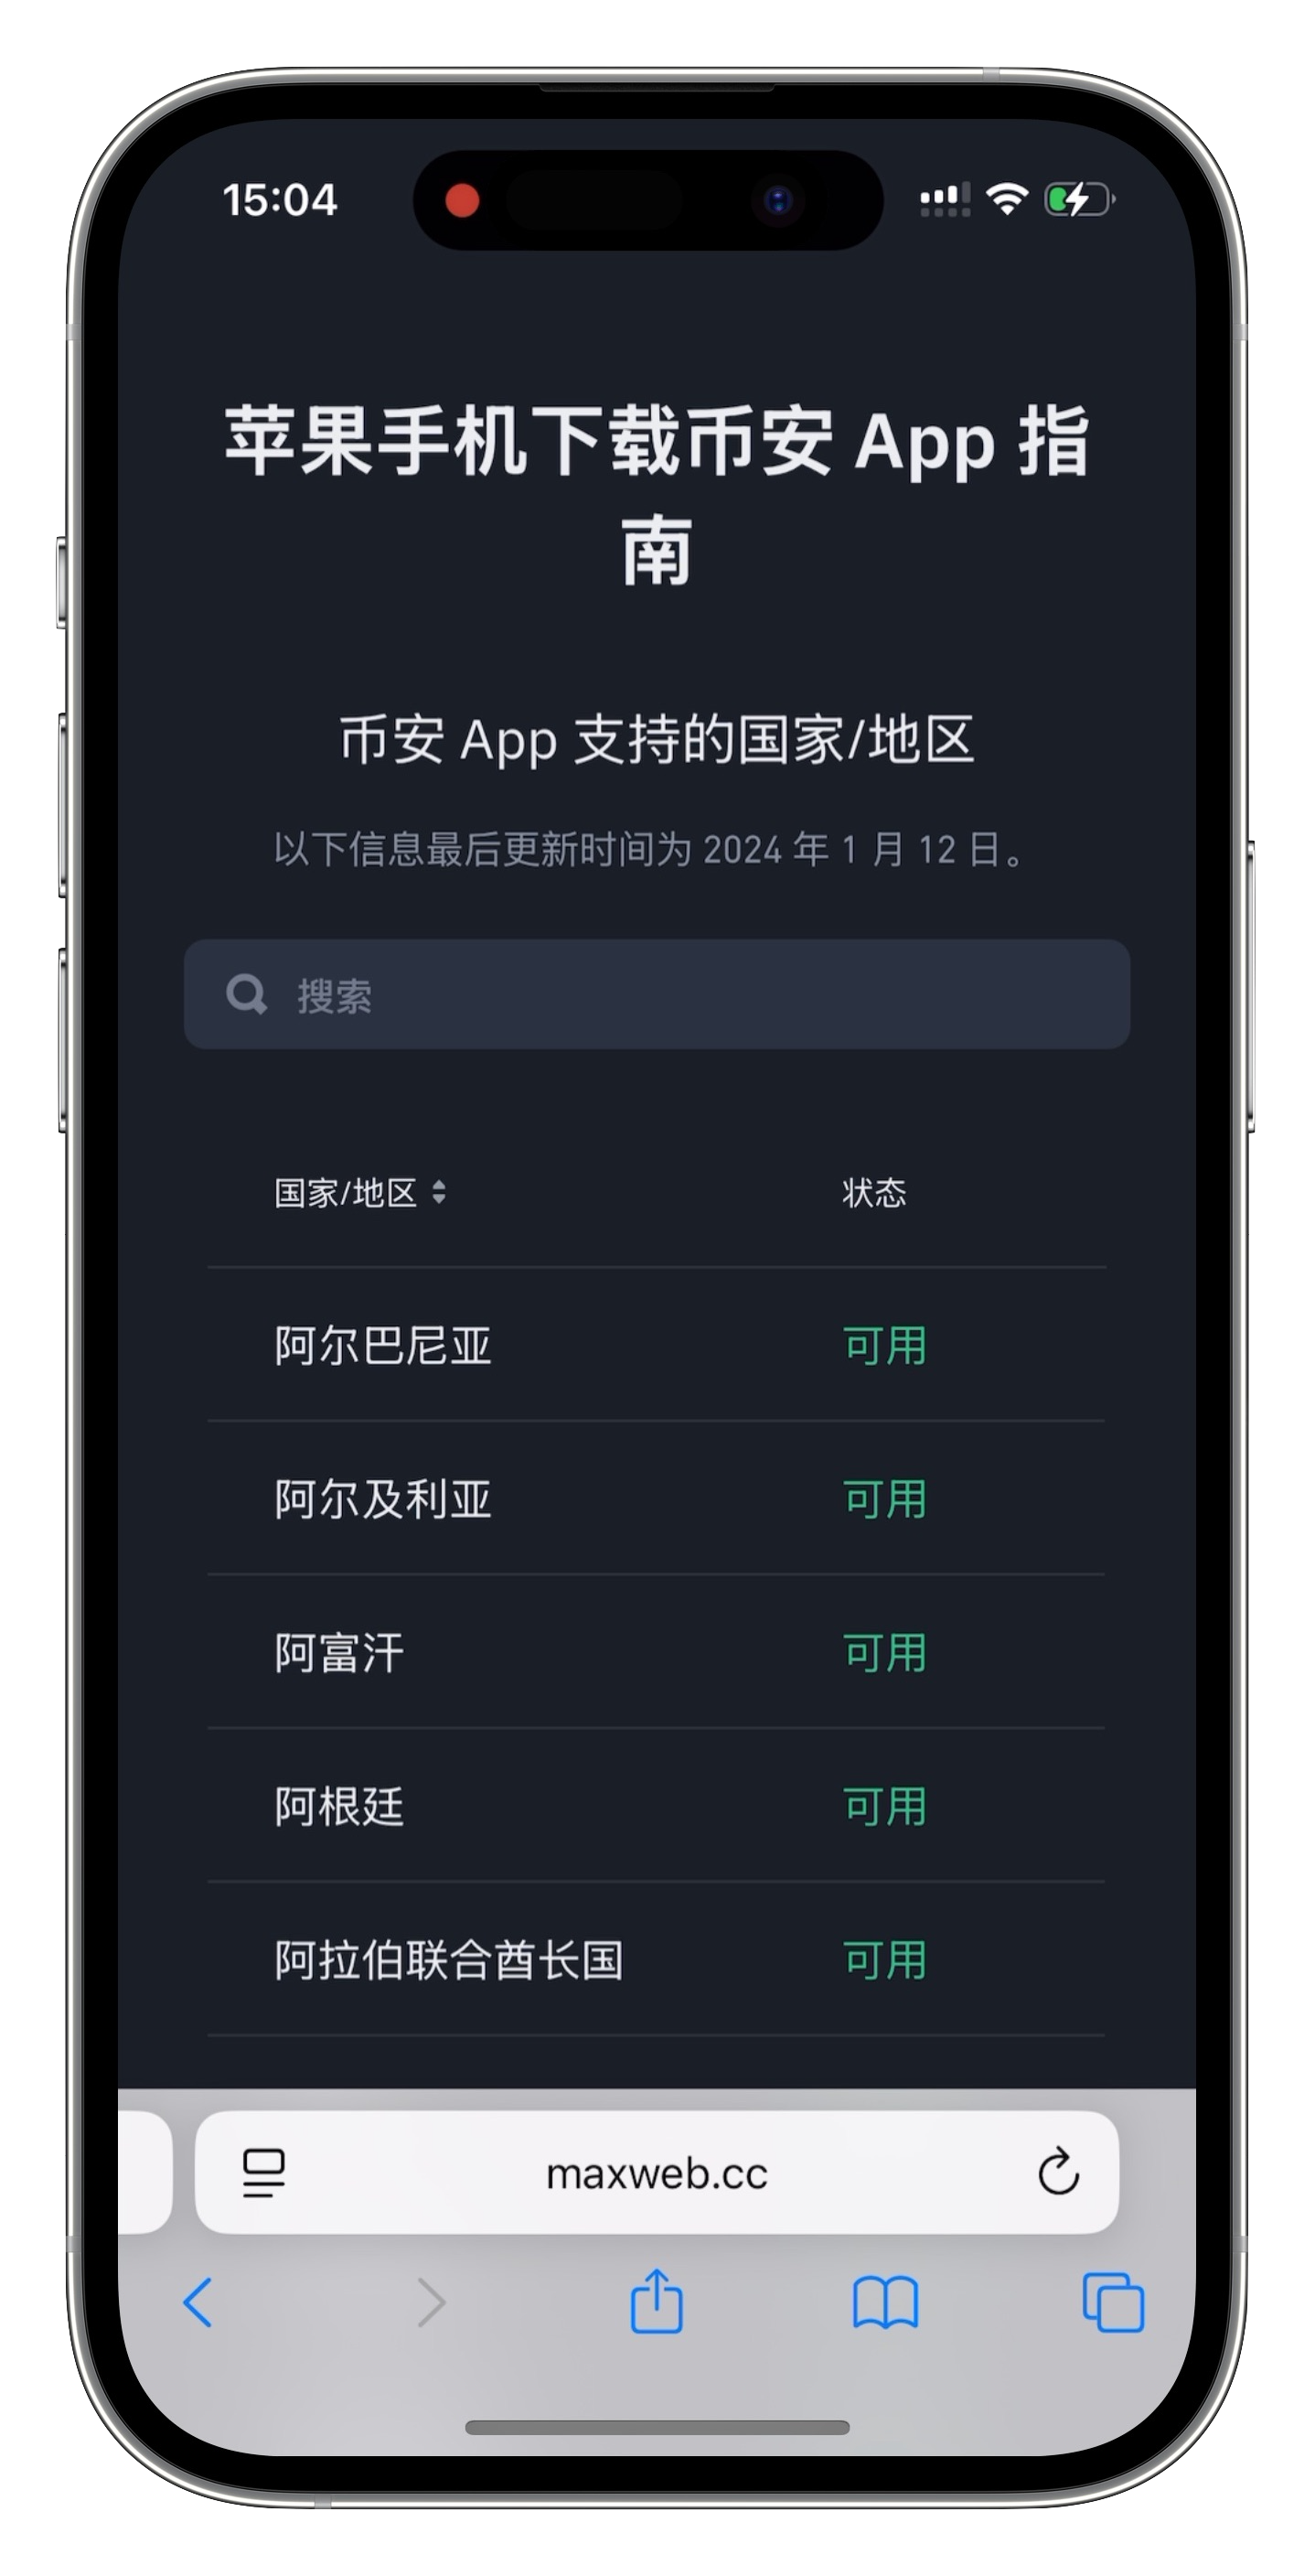 15:04
苹果手机下载币安 App 指
南
币安 App 支持的国家/地区
以下信息最后更新时间为 2024 年 1 月 12 日。
搜索
国家/地区 状态
阿尔巴尼亚 可用
阿尔及利亚 可用
阿富汗 可用
阿根廷 可用
阿拉伯联合酋长国 可用
maxweb.cc